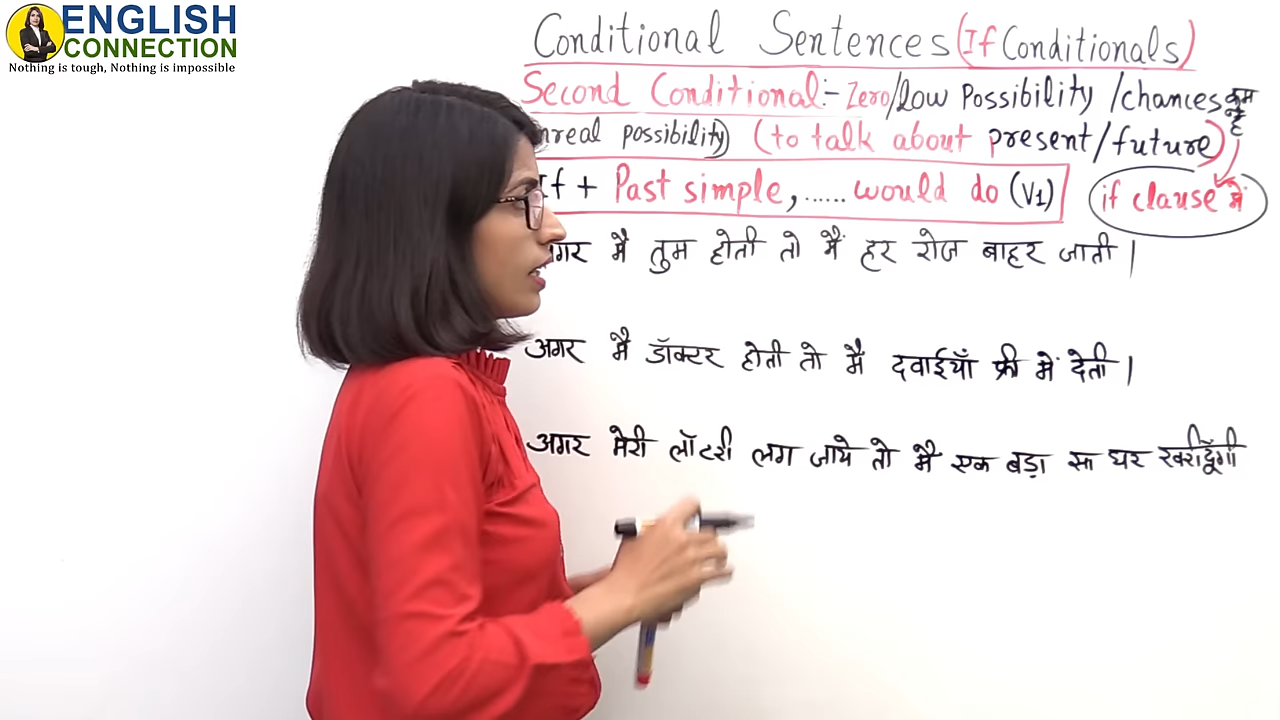 ENGLISH
CONNECTION
Nothing is tough, Nothing is impossible
Conditional Sentences (If Conditionals)
Second Conditional:- Zero/low Possibility /chances कम है
possibility) (to talk about present/future)
If + Past simple, ...... would do (V1) if clause में
मैं तुम होती तो मैं हर रोज बाहर जाती।
अगर मैं डॉक्टर होती तो मैं दवाईयाँ फ्री में देती।
अगर मेरी लॉटरी लग जाये तो मैं एक बड़ा सा घर खरीदूँगी